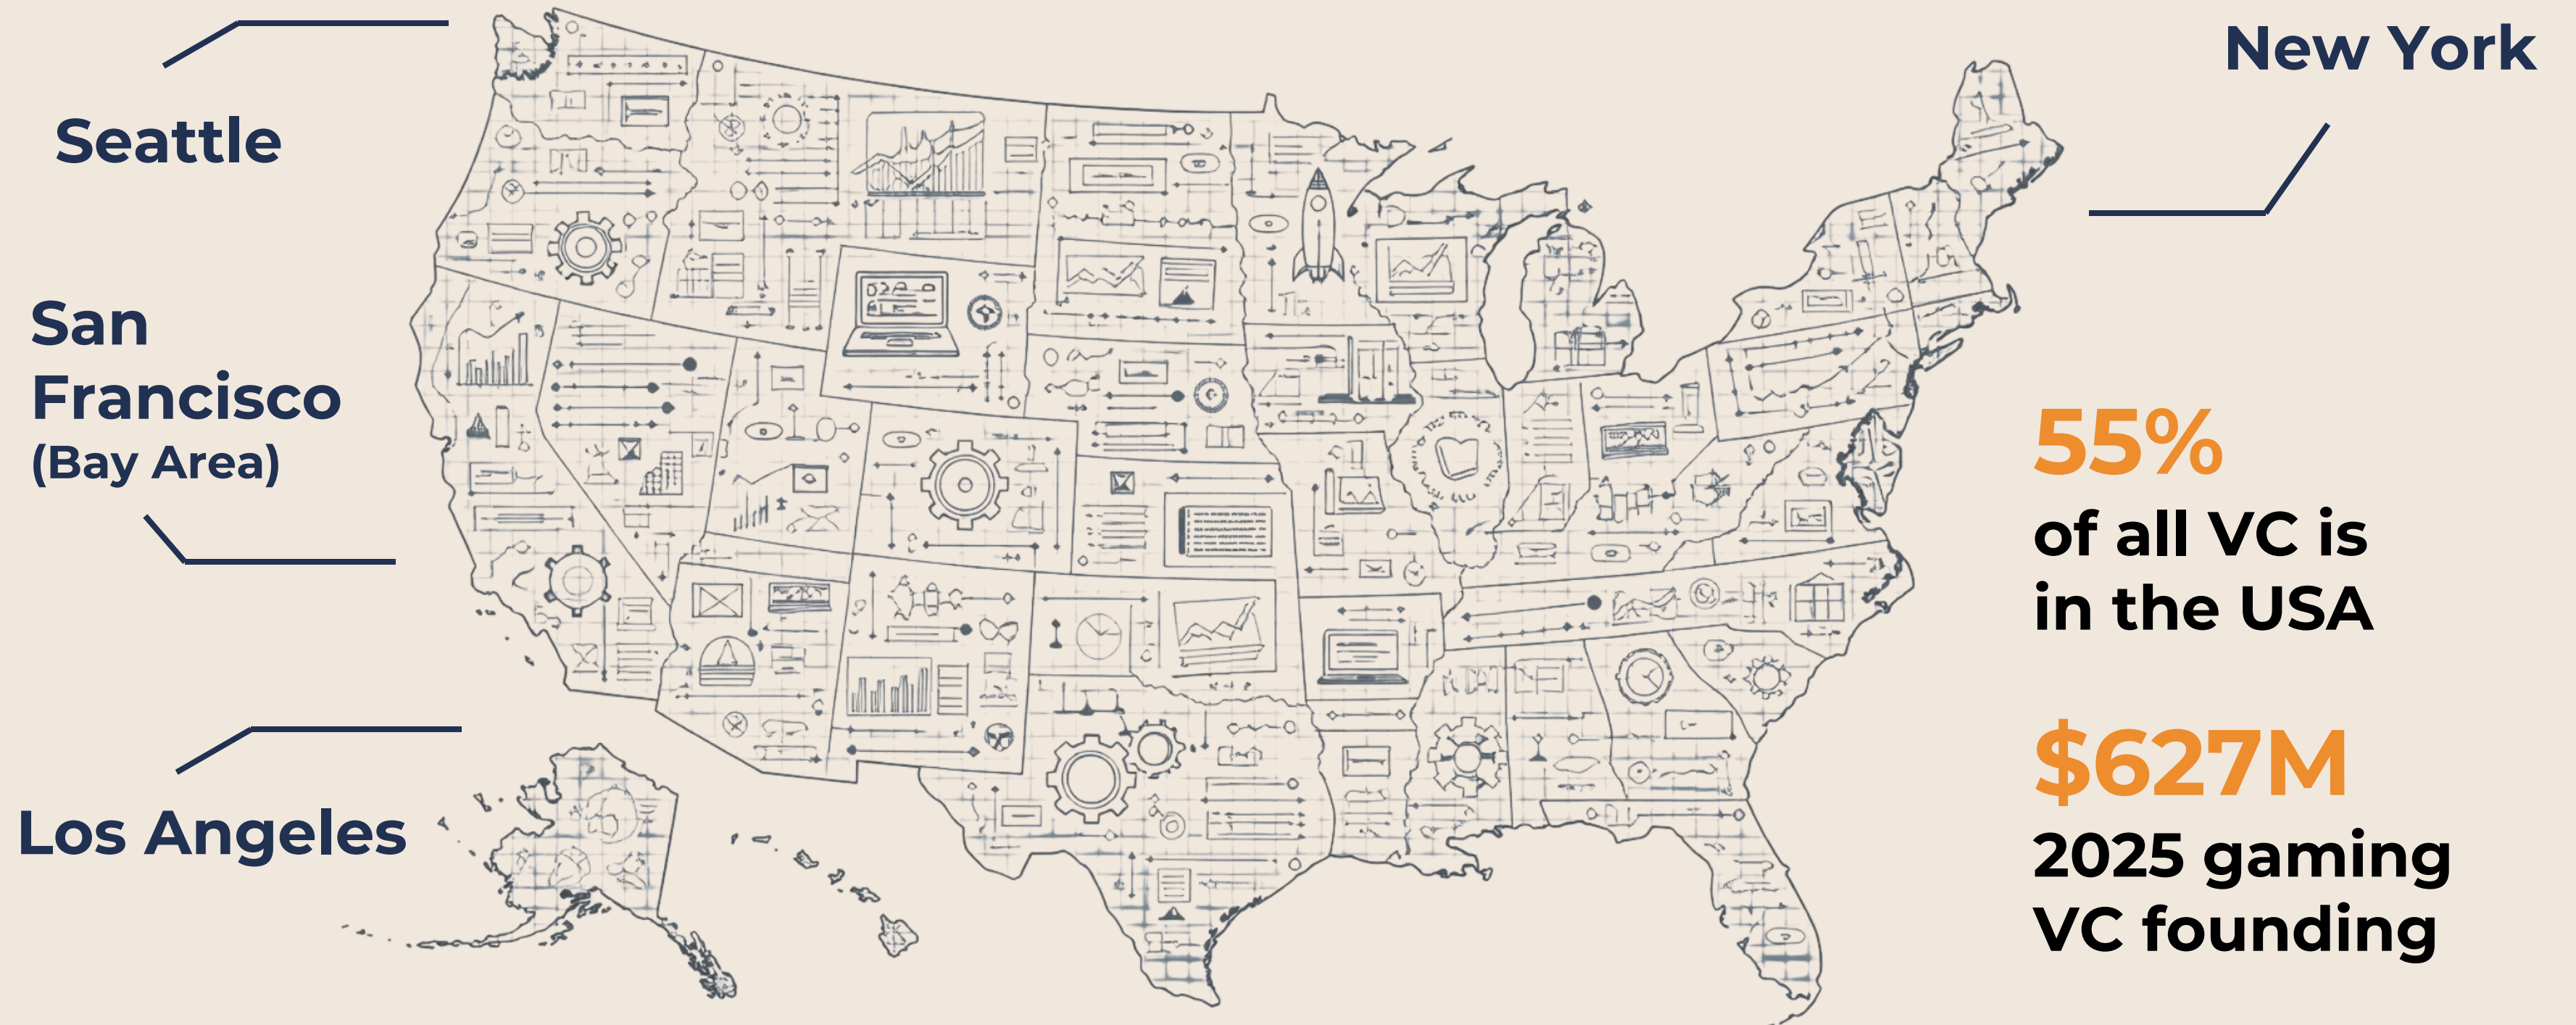 Seattle
San
Francisco
(Bay Area)
Los Angeles
New York
55%
of all VC is
in the USA
$627M
2025 gaming
VC founding